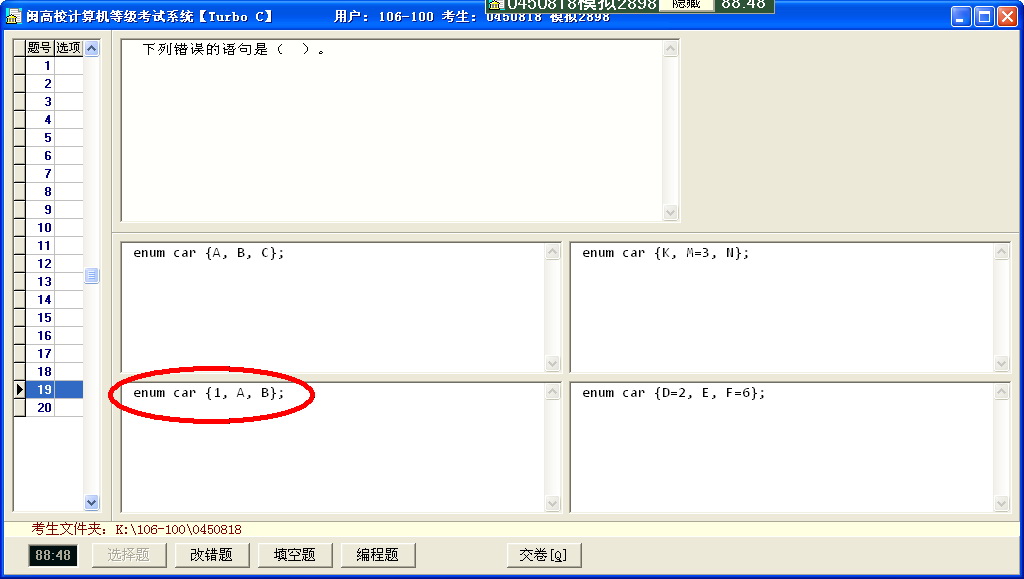 0450818模拟2898 隐藏 88:48
闽高校计算机等级考试系统【Turbo C】 用户: 106-100 考生: 0450818 模拟2898
题号 选项
下列错误的语句是( )。
1
2
3
4
5
6
7
8
9
10
11
12
13
14
15
16
17
18
19
20
enum car {A, B, C};
enum car {K, M=3, N};
enum car {1, A, B};
enum car {D=2, E, F=6};
考生文件夹: K:\106-100\0450818
88:48 选择题 改错题 填空题 编程题 交卷[Q]